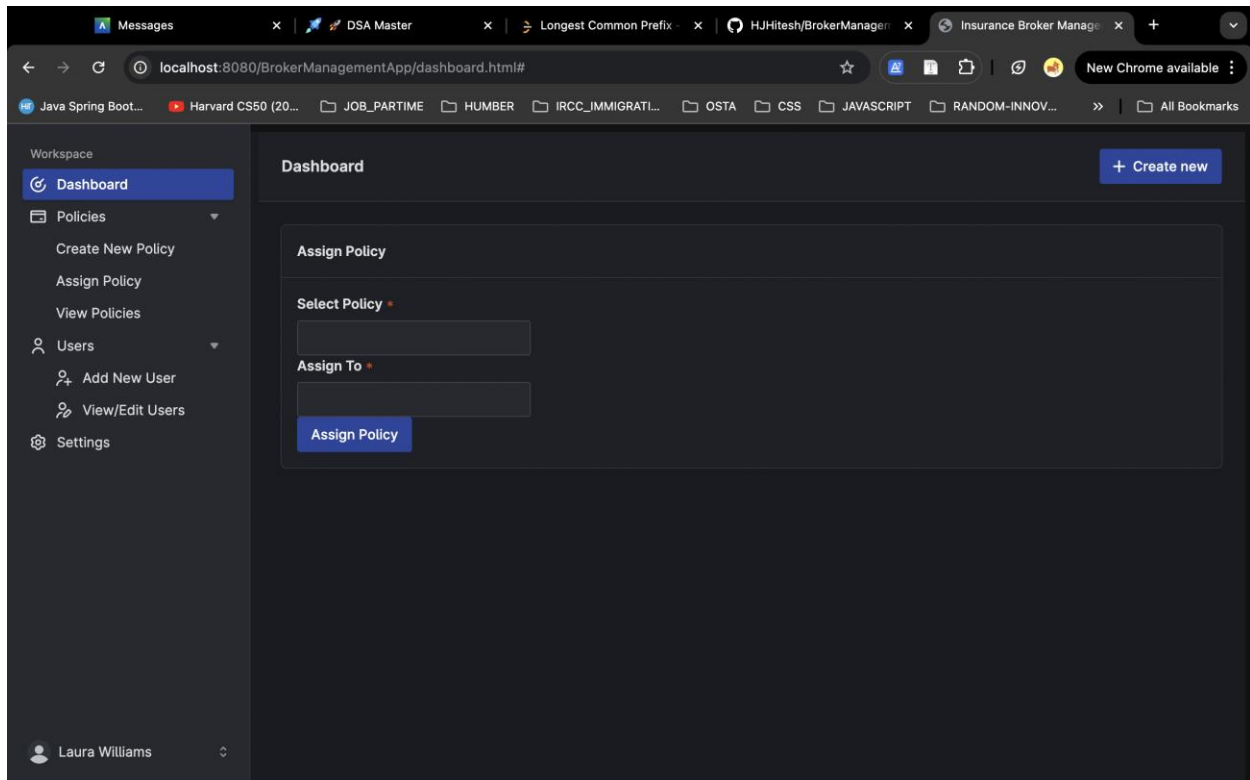 Messages
DSA Master
Longest Common Prefix -
HJHitesh/BrokerManagem
Insurance Broker Manage
localhost:8080/BrokerManagementApp/dashboard.html#
New Chrome available
Java Spring Boot...
Harvard CS50 (20...
JOB_PARTIME
HUMBER
IRCC_IMMIGRATI...
OSTA
CSS
JAVASCRIPT
RANDOM-INNOV...
All Bookmarks
Workspace
Dashboard
Policies
Create New Policy
Assign Policy
View Policies
Users
Add New User
View/Edit Users
Settings
Laura Williams
Dashboard
+ Create new
Assign Policy
Select Policy *
Assign To *
Assign Policy